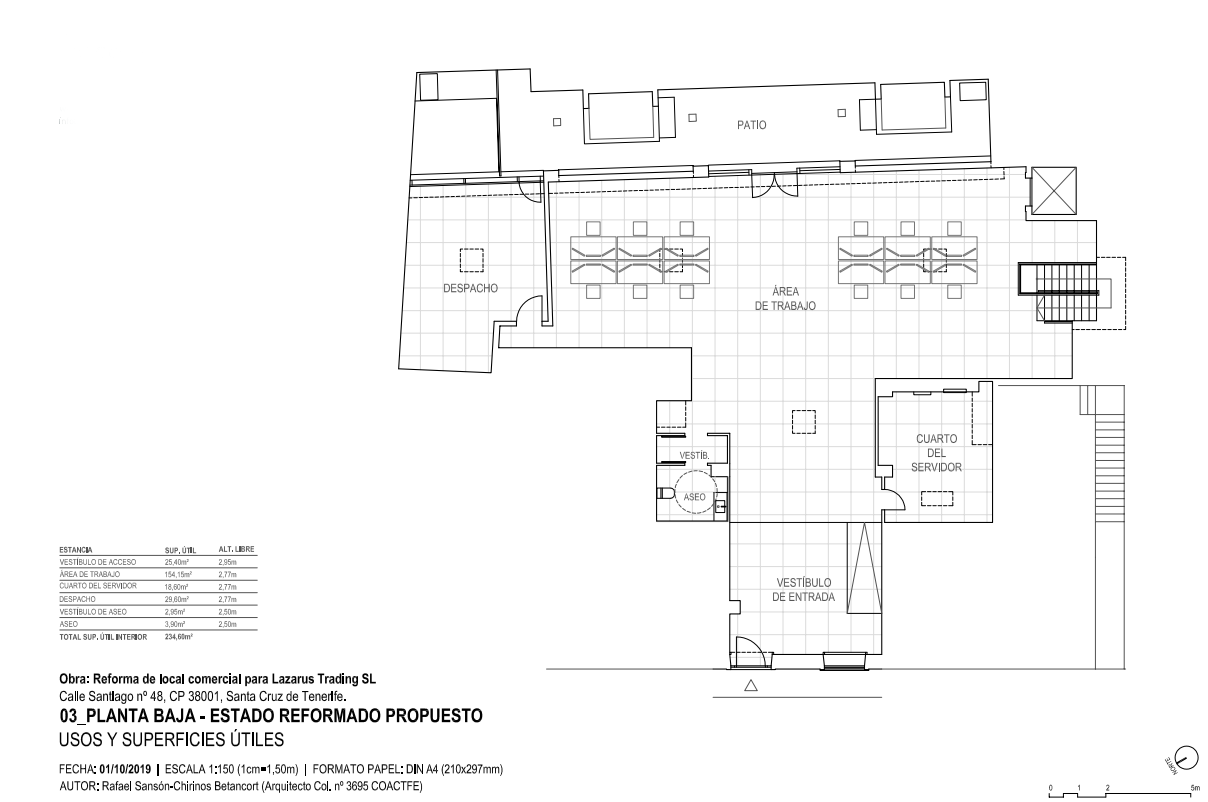 PATIO
DESPACHO
ÁREA
DE TRABAJO
CUARTO
DEL
SERVIDOR
VESTÍB.
ASEO
VESTÍBULO
DE ENTRADA
ESTANCIA SUP. ÚTIL ALT. LIBRE
VESTÍBULO DE ACCESO 25,40m² 2,95m
ÁREA DE TRABAJO 154,15m² 2,77m
CUARTO DEL SERVIDOR 18,60m² 2,77m
DESPACHO 29,60m² 2,77m
VESTÍBULO DE ASEO 2,95m² 2,50m
ASEO 3,90m² 2,50m
TOTAL SUP. ÚTIL INTERIOR 234,60m²
Obra: Reforma de local comercial para Lazarus Trading SL
Calle Santiago nº 48, CP 38001, Santa Cruz de Tenerife.
03_PLANTA BAJA - ESTADO REFORMADO PROPUESTO
USOS Y SUPERFICIES ÚTILES
FECHA: 01/10/2019 | ESCALA 1:150 (1cm=1,50m) | FORMATO PAPEL: DIN A4 (210x297mm)
AUTOR: Rafael Sansón-Chirinos Betancort (Arquitecto Col. nº 3695 COACTFE)
NORTE
0 1 2 5m